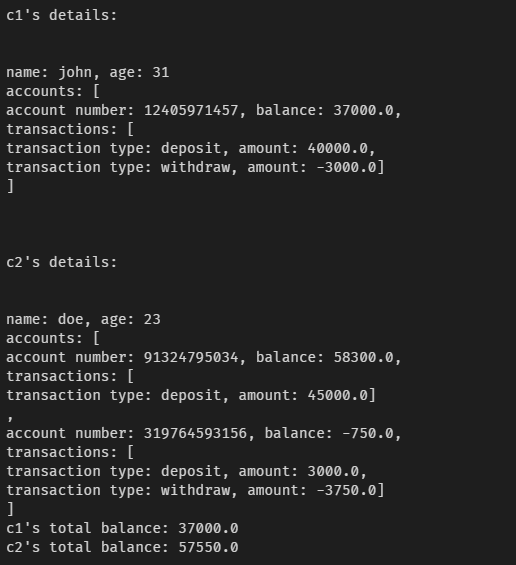 c1's details:
name: john, age: 31
accounts: [
account number: 12405971457, balance: 37000.0,
transactions: [
transaction type: deposit, amount: 40000.0,
transaction type: withdraw, amount: -3000.0]
]
c2's details:
name: doe, age: 23
accounts: [
account number: 91324795034, balance: 58300.0,
transactions: [
transaction type: deposit, amount: 45000.0]
,
account number: 319764593156, balance: -750.0,
transactions: [
transaction type: deposit, amount: 3000.0,
transaction type: withdraw, amount: -3750.0]
]
c1's total balance: 37000.0
c2's total balance: 57550.0